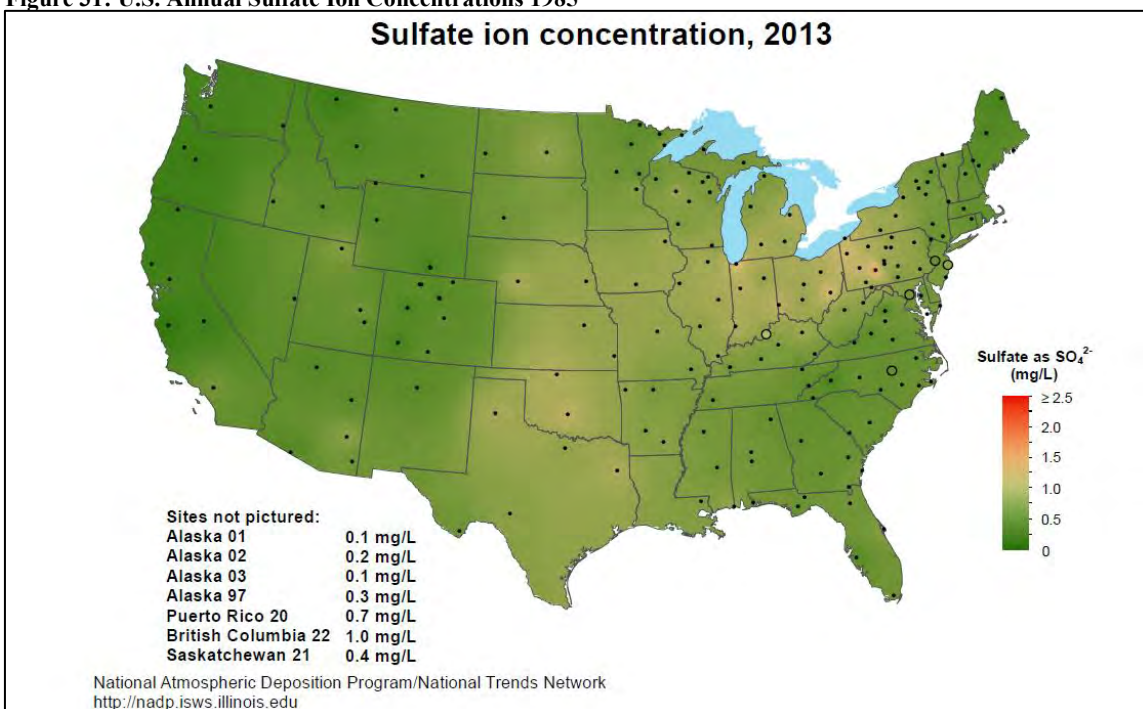 Figure 31: U.S. Annual Sulfate Ion Concentrations 1985
Sulfate ion concentration, 2013
Sulfate as SO₄²⁻
(mg/L)
≥ 2.5
2.0
1.5
1.0
0.5
0
Sites not pictured:
Alaska 01 0.1 mg/L
Alaska 02 0.2 mg/L
Alaska 03 0.1 mg/L
Alaska 97 0.3 mg/L
Puerto Rico 20 0.7 mg/L
British Columbia 22 1.0 mg/L
Saskatchewan 21 0.4 mg/L
National Atmospheric Deposition Program/National Trends Network
http://nadp.isws.illinois.edu